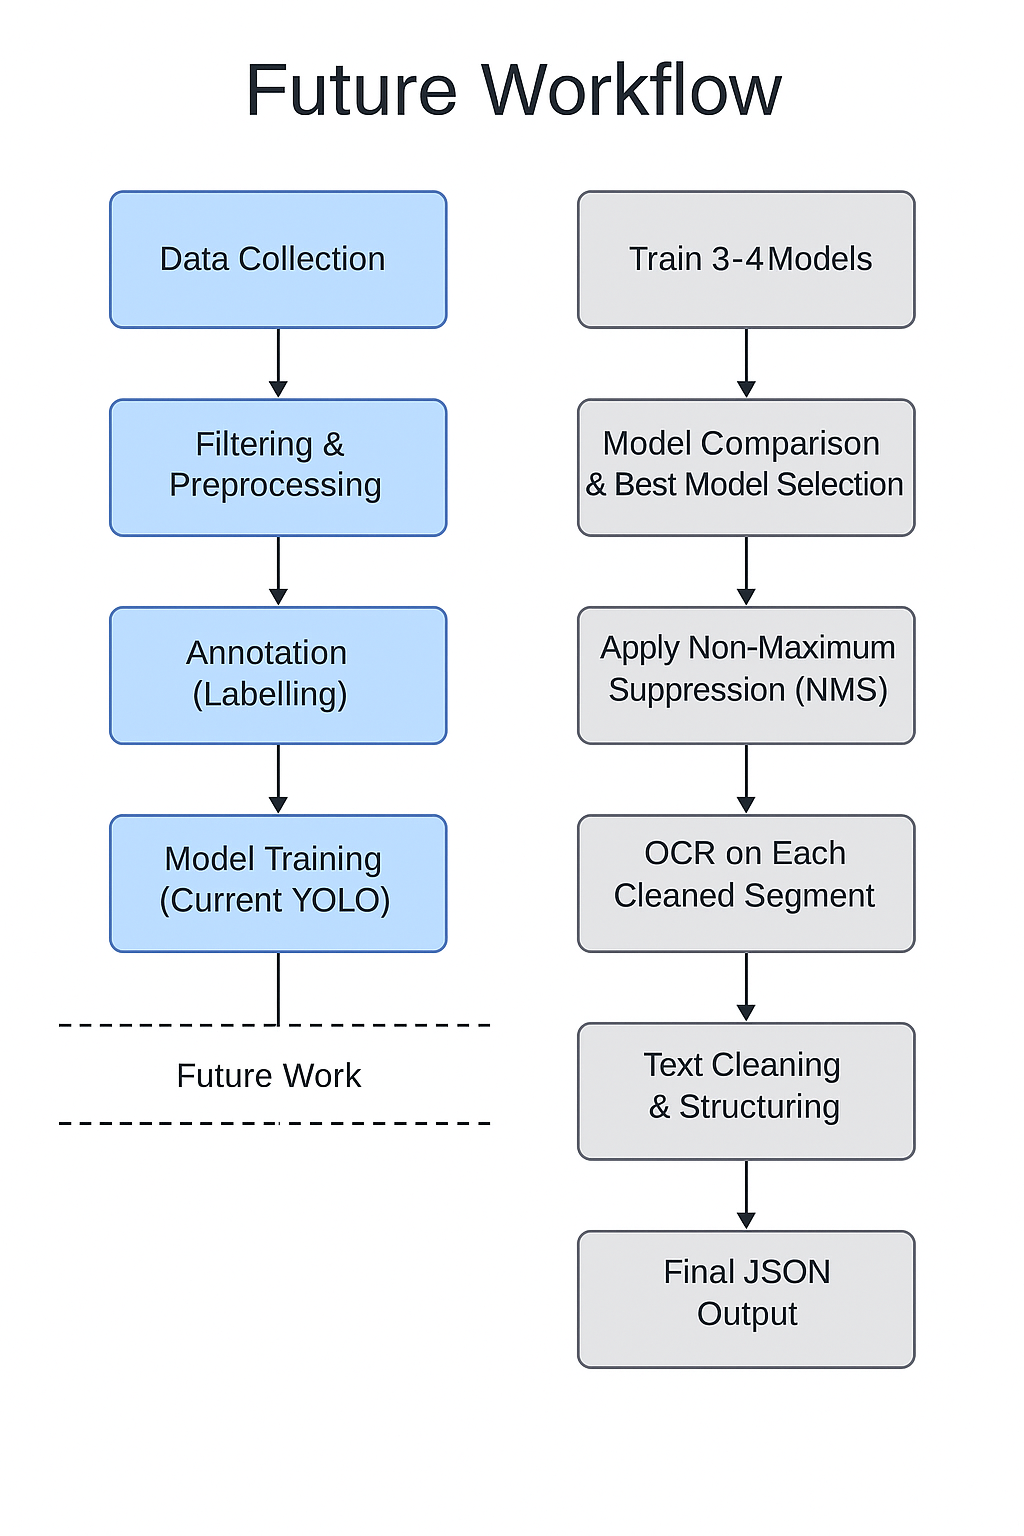 Future Workflow
Data Collection
Filtering &
Preprocessing
Annotation
(Labelling)
Model Training
(Current YOLO)
Future Work
Train 3-4 Models
Model Comparison
& Best Model Selection
Apply Non-Maximum
Suppression (NMS)
OCR on Each
Cleaned Segment
Text Cleaning
& Structuring
Final JSON
Output